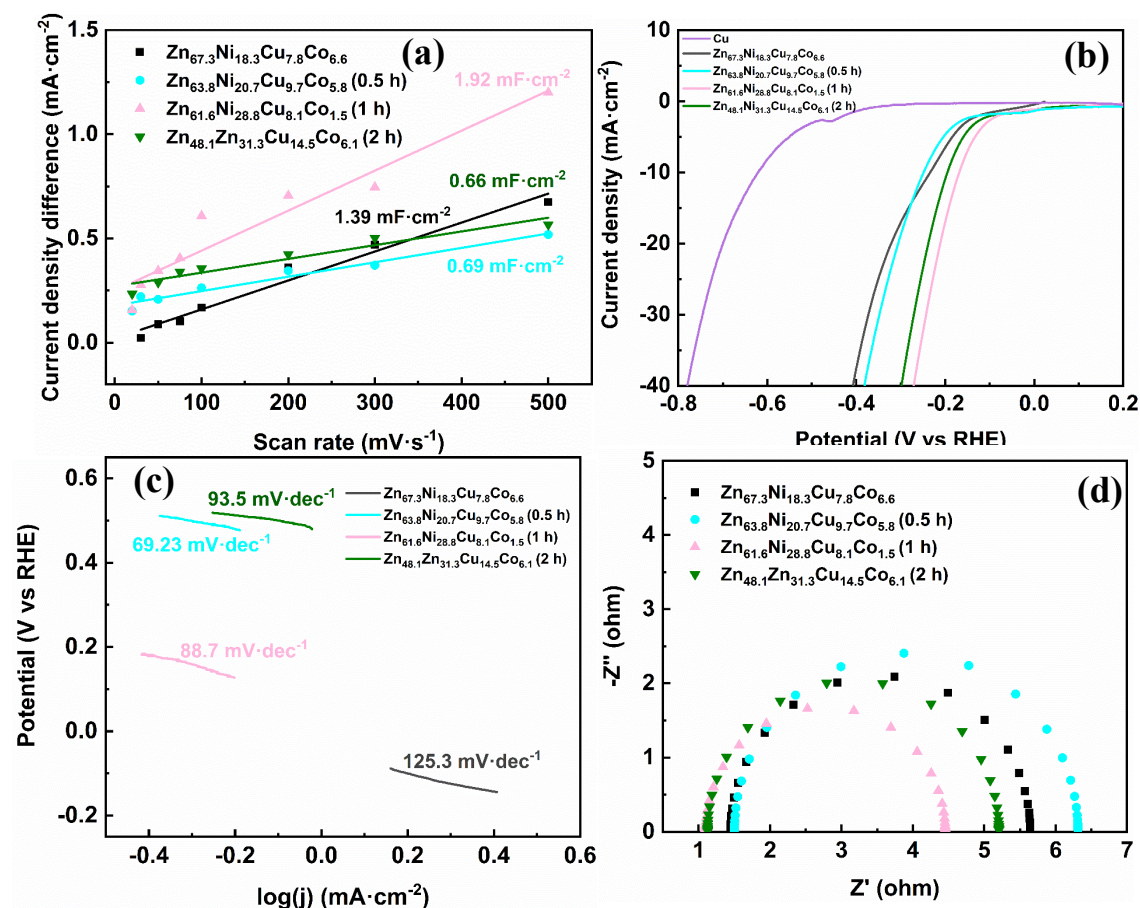 (a)
Current density difference (mA·cm⁻²)
1.5
1.0
0.5
0.0
Zn₆₇.₃Ni₁₈.₃Cu₇.₈Co₆.₆
Zn₆₃.₈Ni₂₀.₇Cu₉.₇Co₅.₈ (0.5 h)
Zn₆₁.₆Ni₂₈.₈Cu₈.₁Co₁.₅ (1 h)
Zn₄₈.₁Zn₃₁.₃Cu₁₄.₅Co₆.₁ (2 h)
1.92 mF·cm⁻²
0.66 mF·cm⁻²
1.39 mF·cm⁻²
0.69 mF·cm⁻²
0 100 200 300 400 500
Scan rate (mV·s⁻¹)
(b)
Current density (mA·cm⁻²)
10
0
-10
-20
-30
-40
Cu
Zn₆₇.₃Ni₁₈.₃Cu₇.₈Co₆.₆
Zn₆₃.₈Ni₂₀.₇Cu₉.₇Co₅.₈ (0.5 h)
Zn₆₁.₆Ni₂₈.₈Cu₈.₁Co₁.₅ (1 h)
Zn₄₈.₁Ni₃₁.₃Cu₁₄.₅Co₆.₁ (2 h)
-0.8 -0.6 -0.4 -0.2 0.0 0.2
Potential (V vs RHE)
(c)
Potential (V vs RHE)
0.6
0.4
0.2
0.0
-0.2
93.5 mV·dec⁻¹
69.23 mV·dec⁻¹
88.7 mV·dec⁻¹
125.3 mV·dec⁻¹
Zn₆₇.₃Ni₁₈.₃Cu₇.₈Co₆.₆
Zn₆₃.₈Ni₂₀.₇Cu₉.₇Co₅.₈ (0.5 h)
Zn₆₁.₆Ni₂₈.₈Cu₈.₁Co₁.₅ (1 h)
Zn₄₈.₁Zn₃₁.₃Cu₁₄.₅Co₆.₁ (2 h)
-0.4 -0.2 0.0 0.2 0.4 0.6
log(j) (mA·cm⁻²)
(d)
-Z'' (ohm)
5
4
3
2
1
0
Zn₆₇.₃Ni₁₈.₃Cu₇.₈Co₆.₆
Zn₆₃.₈Ni₂₀.₇Cu₉.₇Co₅.₈ (0.5 h)
Zn₆₁.₆Ni₂₈.₈Cu₈.₁Co₁.₅ (1 h)
Zn₄₈.₁Zn₃₁.₃Cu₁₄.₅Co₆.₁ (2 h)
1 2 3 4 5 6 7
Z' (ohm)